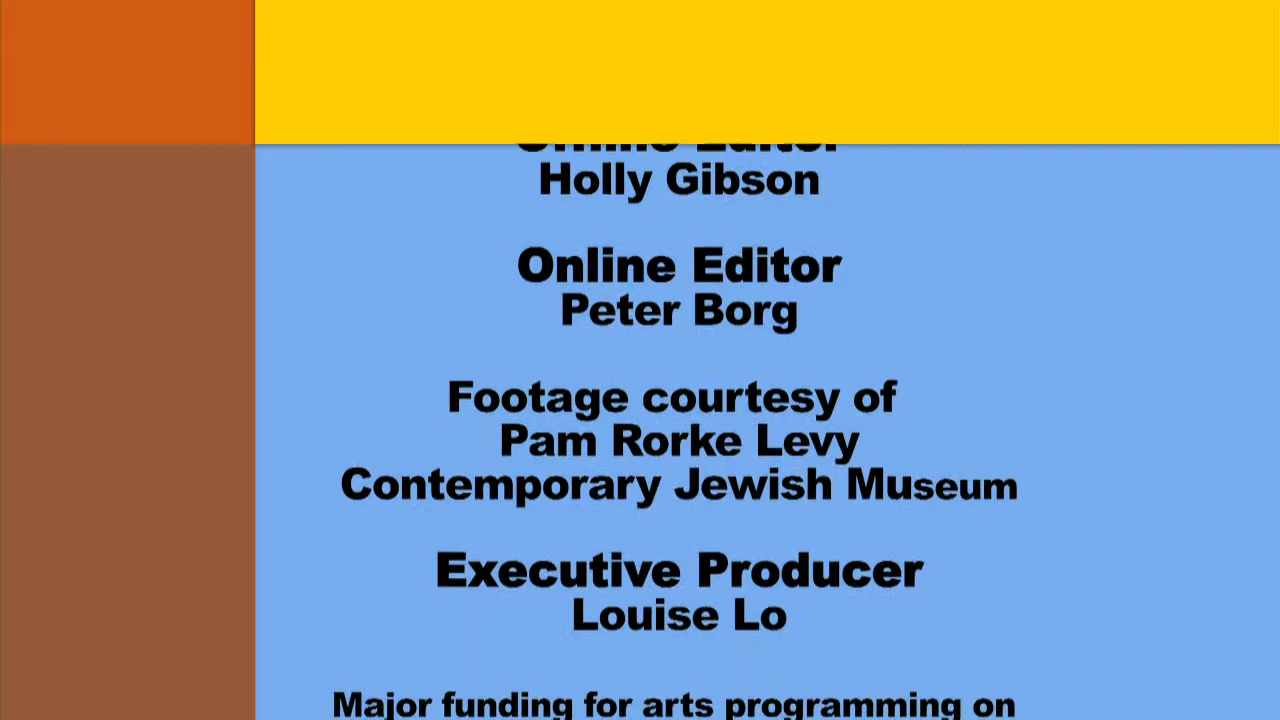 Editor
Holly Gibson
Online Editor
Peter Borg
Footage courtesy of
Pam Rorke Levy
Contemporary Jewish Museum
Executive Producer
Louise Lo
Major funding for arts programming on